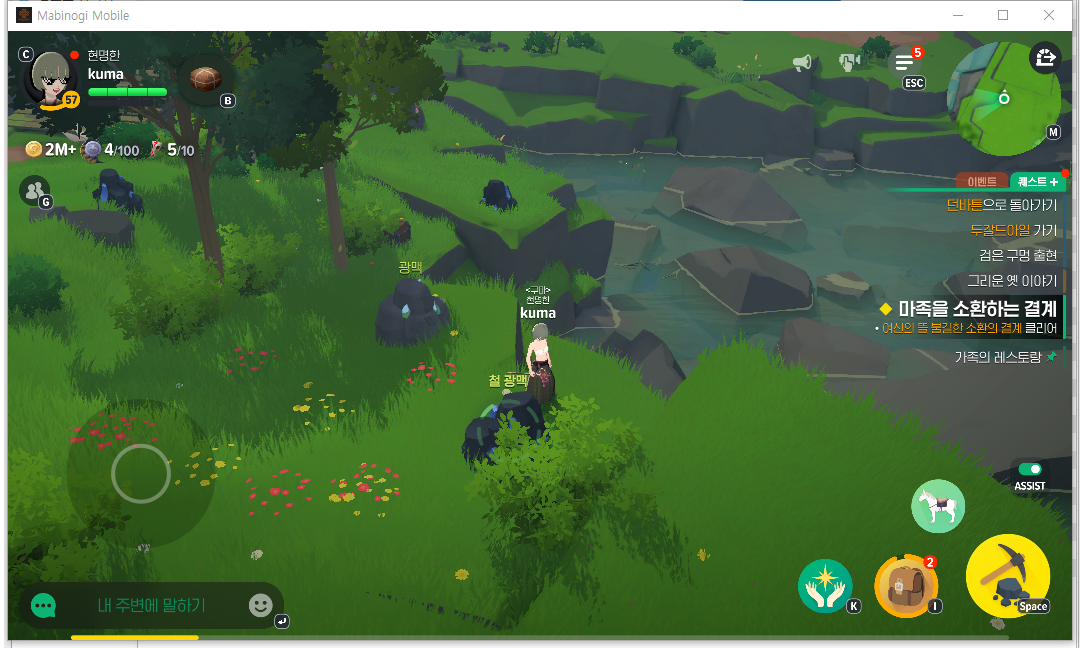 Mabinogi Mobile
C
현명한
kuma
57
B
2M+ 4/100 5/10
G
5
ESC
M
이벤트 퀘스트 +
던바튼으로 돌아가기
두갈드아일 가기
검은 구멍 출현
그리운 옛 이야기
마족을 소환하는 결계
• 여신의 뜰 불길한 소환의 결계 클리어
가족의 레스토랑
광맥
<구마>
현명한
kuma
철 광맥
ASSIST
내 주변에 말하기
K
2
I
Space